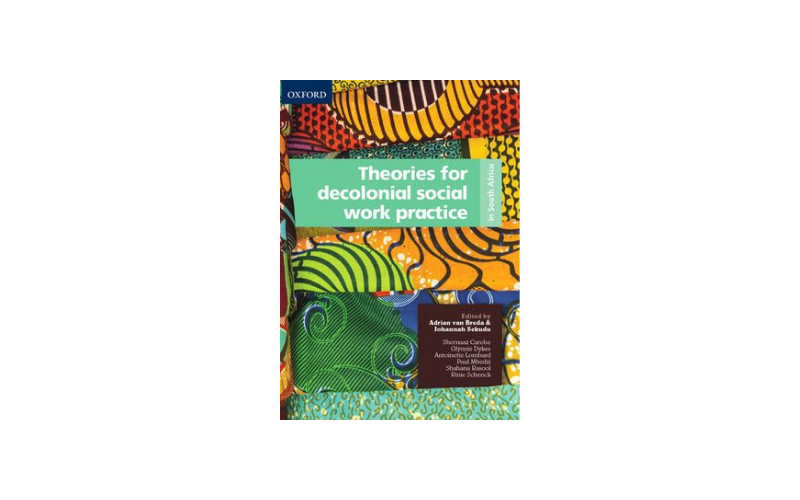 OXFORD
Theories for
decolonial social
work practice
in South Africa
Edited by
Adrian van Breda &
Johannah Sekudu
Shernaaz Carelse
Glynnis Dykes
Antoinette Lombard
Paul Mbedzi
Shahana Rasool
Rinie Schenck